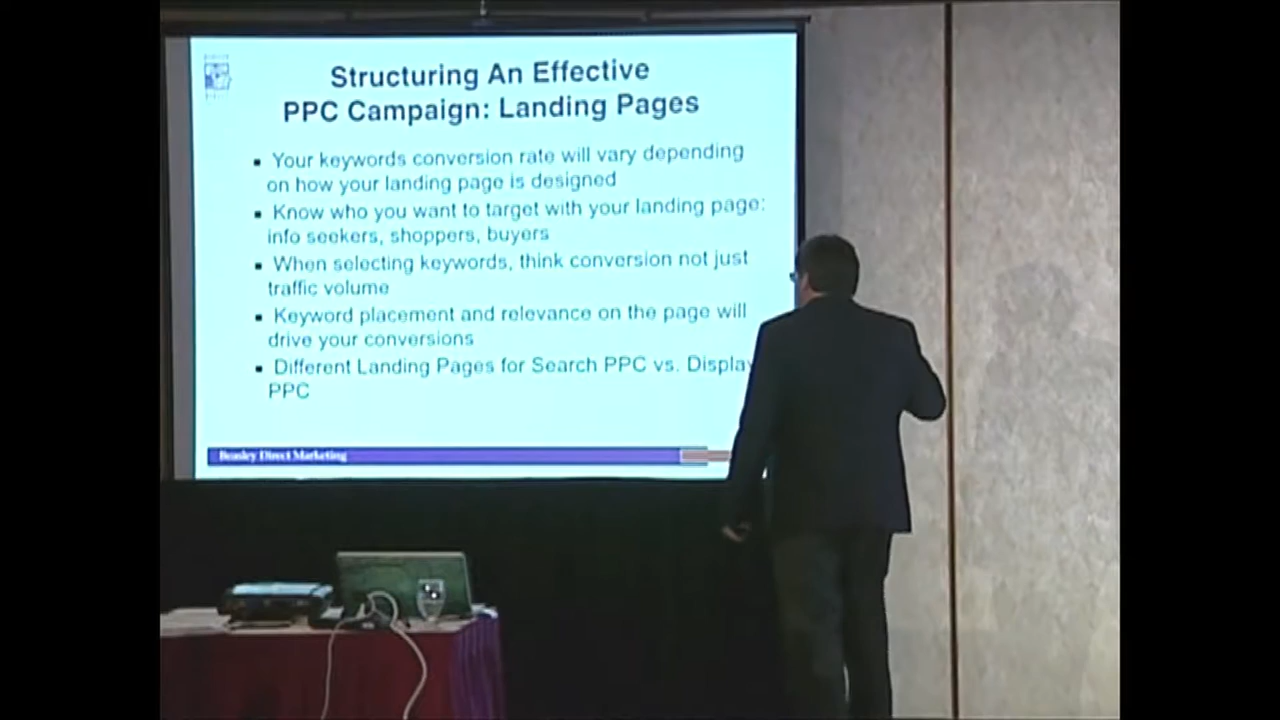 Structuring An Effective
PPC Campaign: Landing Pages
▪ Your keywords conversion rate will vary depending
on how your landing page is designed
▪ Know who you want to target with your landing page:
info seekers, shoppers, buyers
▪ When selecting keywords, think conversion not just
traffic volume
▪ Keyword placement and relevance on the page will
drive your conversions
▪ Different Landing Pages for Search PPC vs. Display
PPC
Beasley Direct Marketing